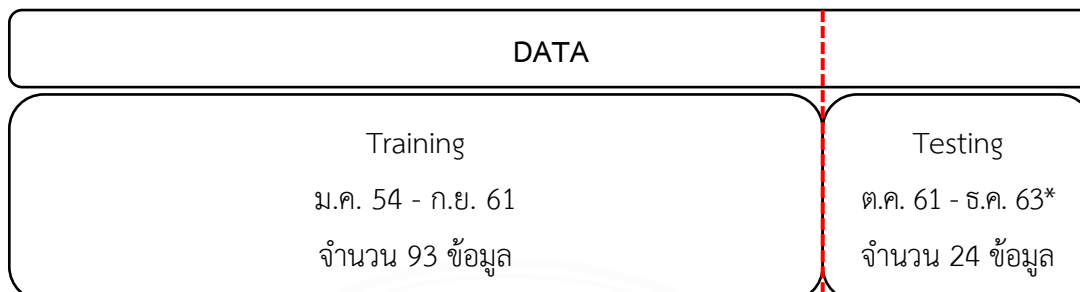 DATA
Training
ม.ค. 54 - ก.ย. 61
จำนวน 93 ข้อมูล
Testing
ต.ค. 61 - ธ.ค. 63*
จำนวน 24 ข้อมูล